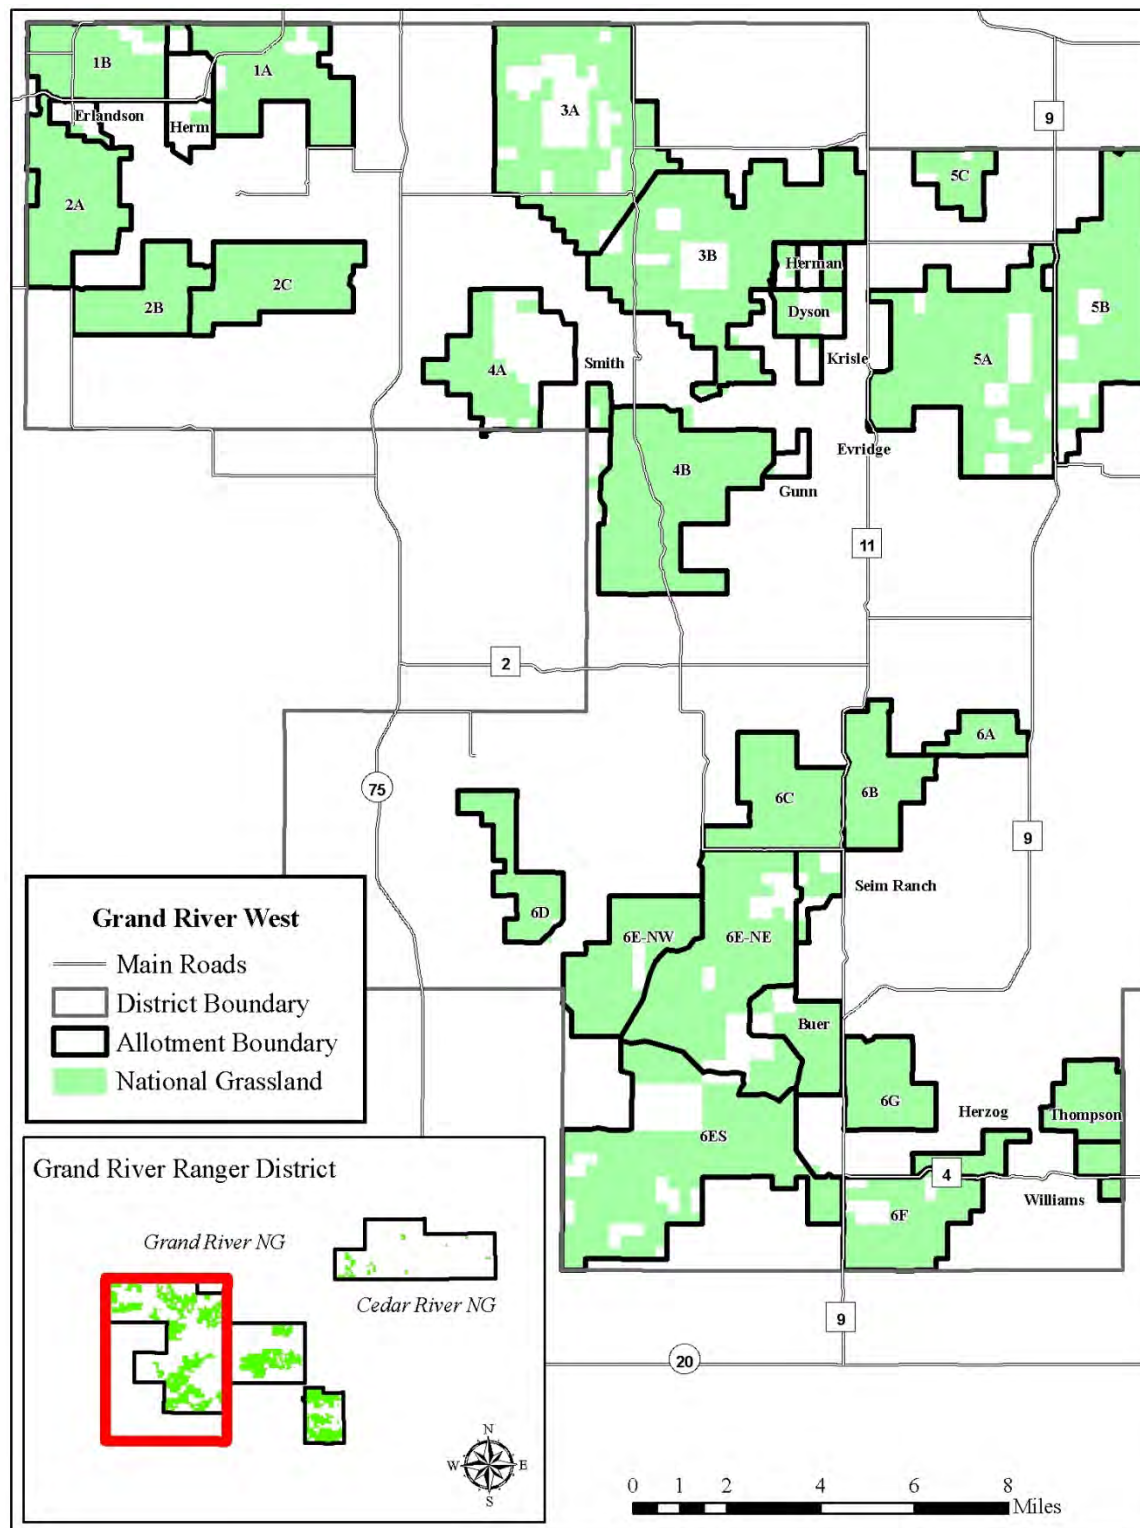 1B
1A
3A
9
Erlandson
Herm
5C
2A
3B
Herman
2C
2B
Dyson
5B
Smith
Krisle
4A
5A
Evridge
4B
Gunn
11
2
6A
75
6C
6B
9
Seim Ranch
6D
6E-NW
6E-NE
Buer
6G
Herzog
Thompson
6ES
4
Williams
6F
9
20
Grand River West
Main Roads
District Boundary
Allotment Boundary
National Grassland
Grand River Ranger District
Grand River NG
Cedar River NG
N
W E
S
0 1 2 4 6 8
Miles